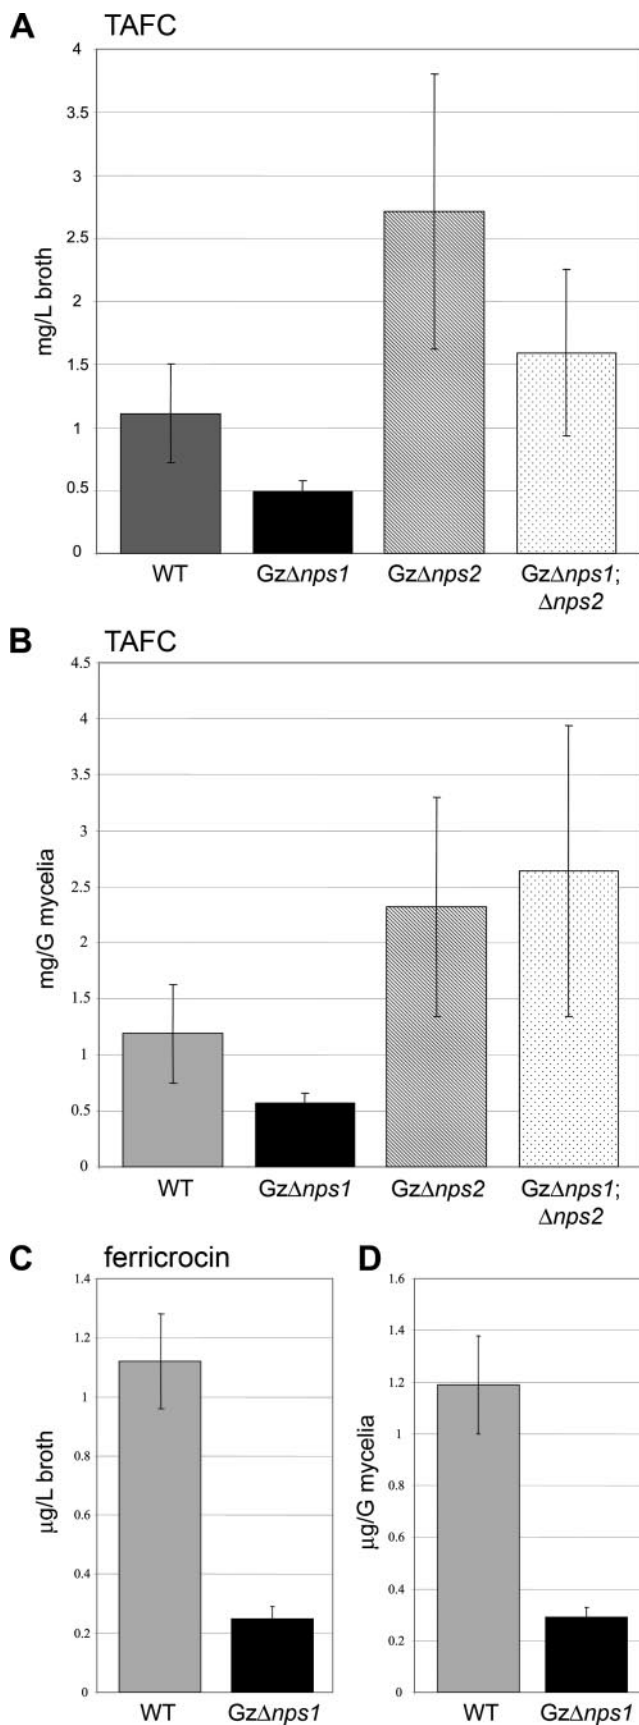 A TAFC
4
3.5
3
2.5
2
1.5
1
0.5
0
mg/L broth
WT GzΔnps1 GzΔnps2 GzΔnps1;
Δnps2
B TAFC
4.5
4
3.5
3
2.5
2
1.5
1
0.5
0
mg/G mycelia
WT GzΔnps1 GzΔnps2 GzΔnps1;
Δnps2
C ferricrocin
1.4
1.2
1
0.8
0.6
0.4
0.2
0
μg/L broth
WT GzΔnps1
D
1.6
1.4
1.2
1
0.8
0.6
0.4
0.2
0
μg/G mycelia
WT GzΔnps1